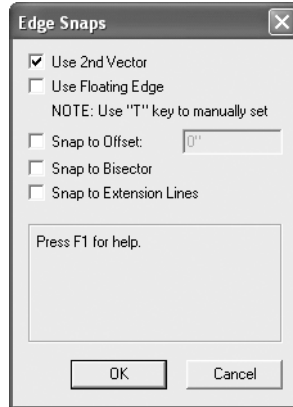 Edge Snaps
Use 2nd Vector
Use Floating Edge
NOTE: Use "T" key to manually set
Snap to Offset: 0"
Snap to Bisector
Snap to Extension Lines
Press F1 for help.
OK Cancel